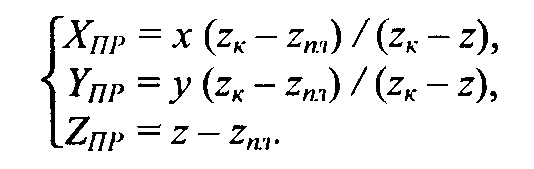 X_ПР = x (z_к – z_пл) / (z_к – z),
Y_ПР = y (z_к – z_пл) / (z_к – z),
Z_ПР = z – z_пл.